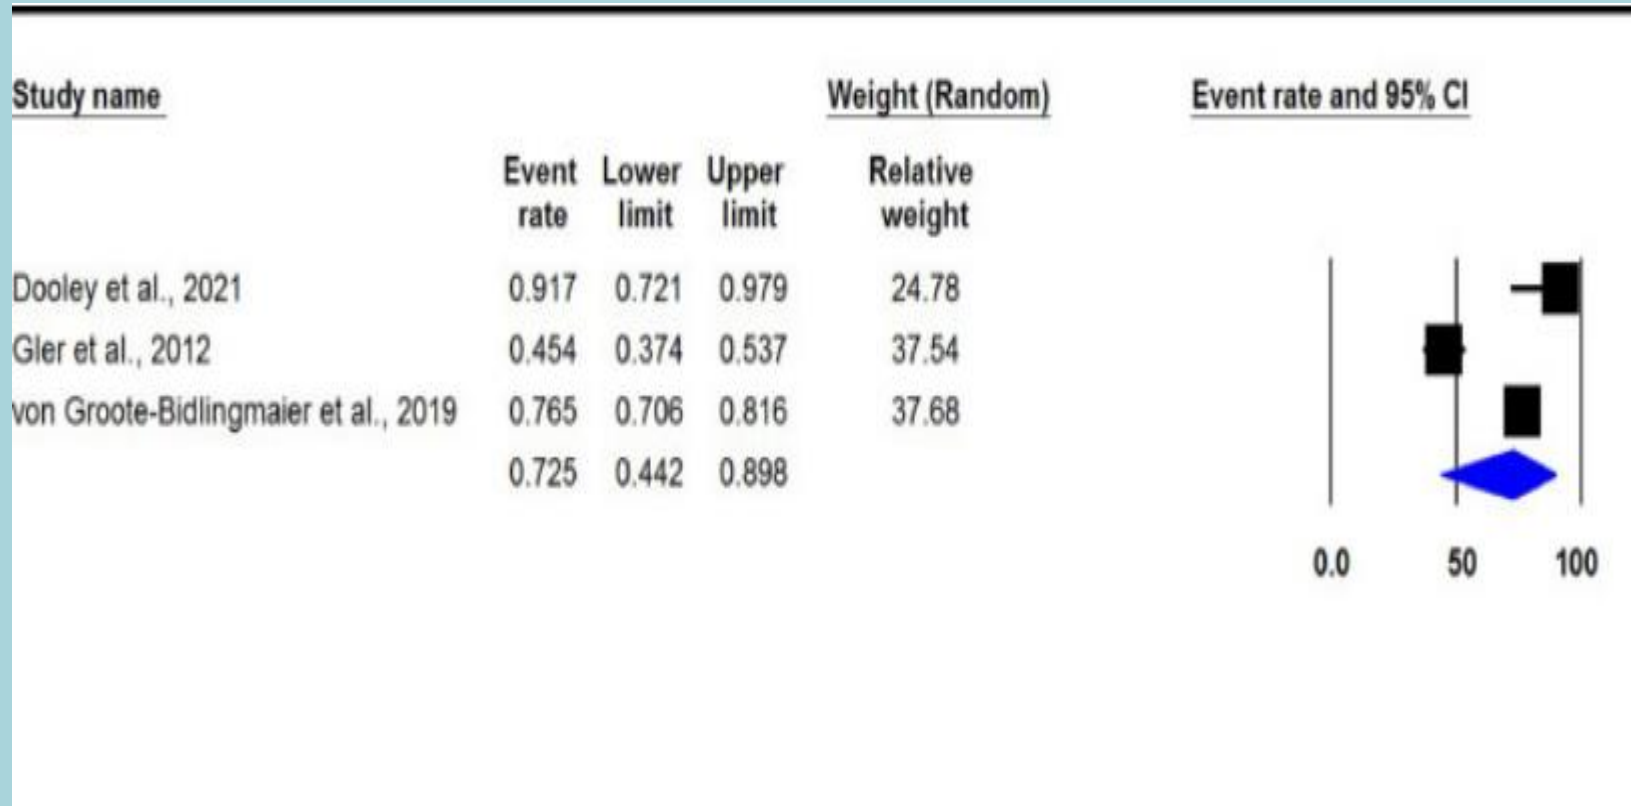 Study name Weight (Random) Event rate and 95% CI
Event Lower Upper Relative
rate limit limit weight
Dooley et al., 2021 0.917 0.721 0.979 24.78
Gler et al., 2012 0.454 0.374 0.537 37.54
von Groote-Bidlingmaier et al., 2019 0.765 0.706 0.816 37.68
0.725 0.442 0.898
0.0 50 100